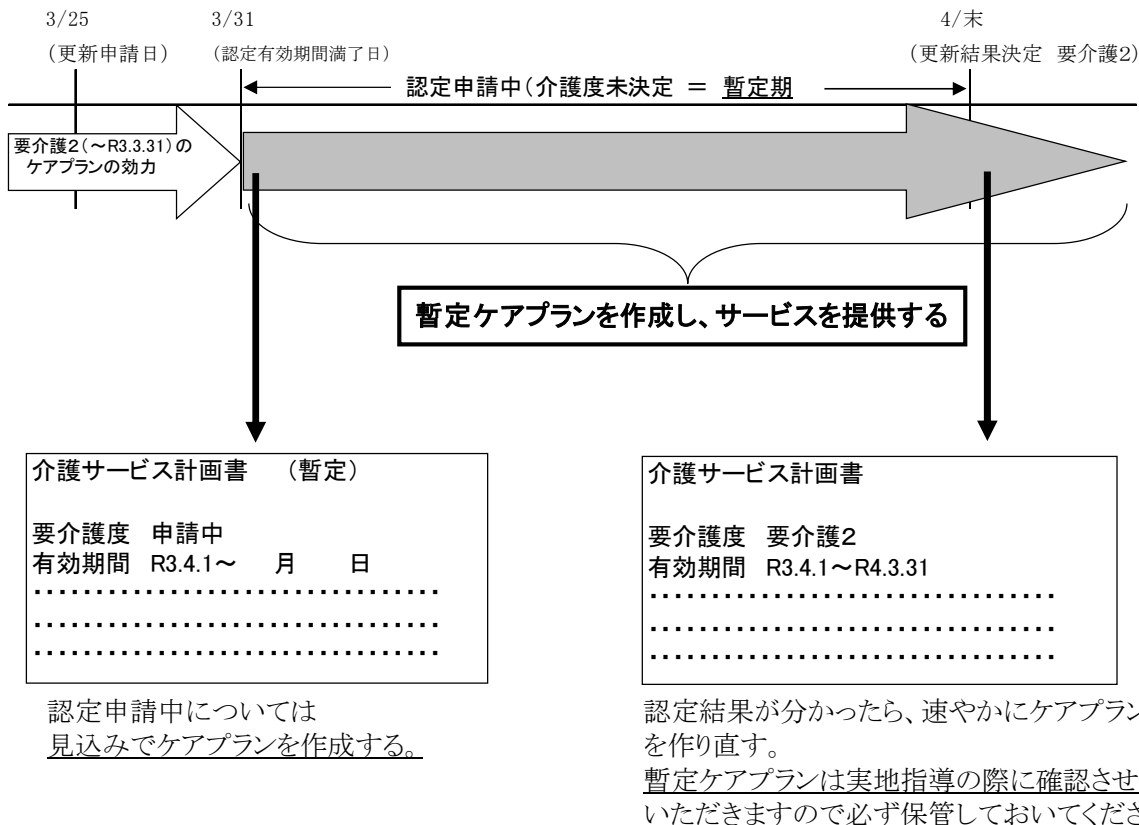 3/25
3/31
4/末
(更新申請日)
(認定有効期間満了日)
(更新結果決定 要介護2)
認定申請中(介護度未決定 = 暫定期
要介護2(~R3.3.31)の
ケアプランの効力
暫定ケアプランを作成し、サービスを提供する
介護サービス計画書 (暫定)
要介護度 申請中
有効期間 R3.4.1~ 月 日
・・・・・・・・・・・・・・・・・・・・・・・・・・・・・・・・・
・・・・・・・・・・・・・・・・・・・・・・・・・・・・・・・・・
・・・・・・・・・・・・・・・・・・・・・・・・・・・・・・・・・
認定申請中については
見込みでケアプランを作成する。
介護サービス計画書
要介護度 要介護2
有効期間 R3.4.1~R4.3.31
・・・・・・・・・・・・・・・・・・・・・・・・・・・・・・・・・
・・・・・・・・・・・・・・・・・・・・・・・・・・・・・・・・・
・・・・・・・・・・・・・・・・・・・・・・・・・・・・・・・・・
認定結果が分かったら、速やかにケアプラン
を作り直す。
暫定ケアプランは実地指導の際に確認させ
いただきますので必ず保管しておいてくださ